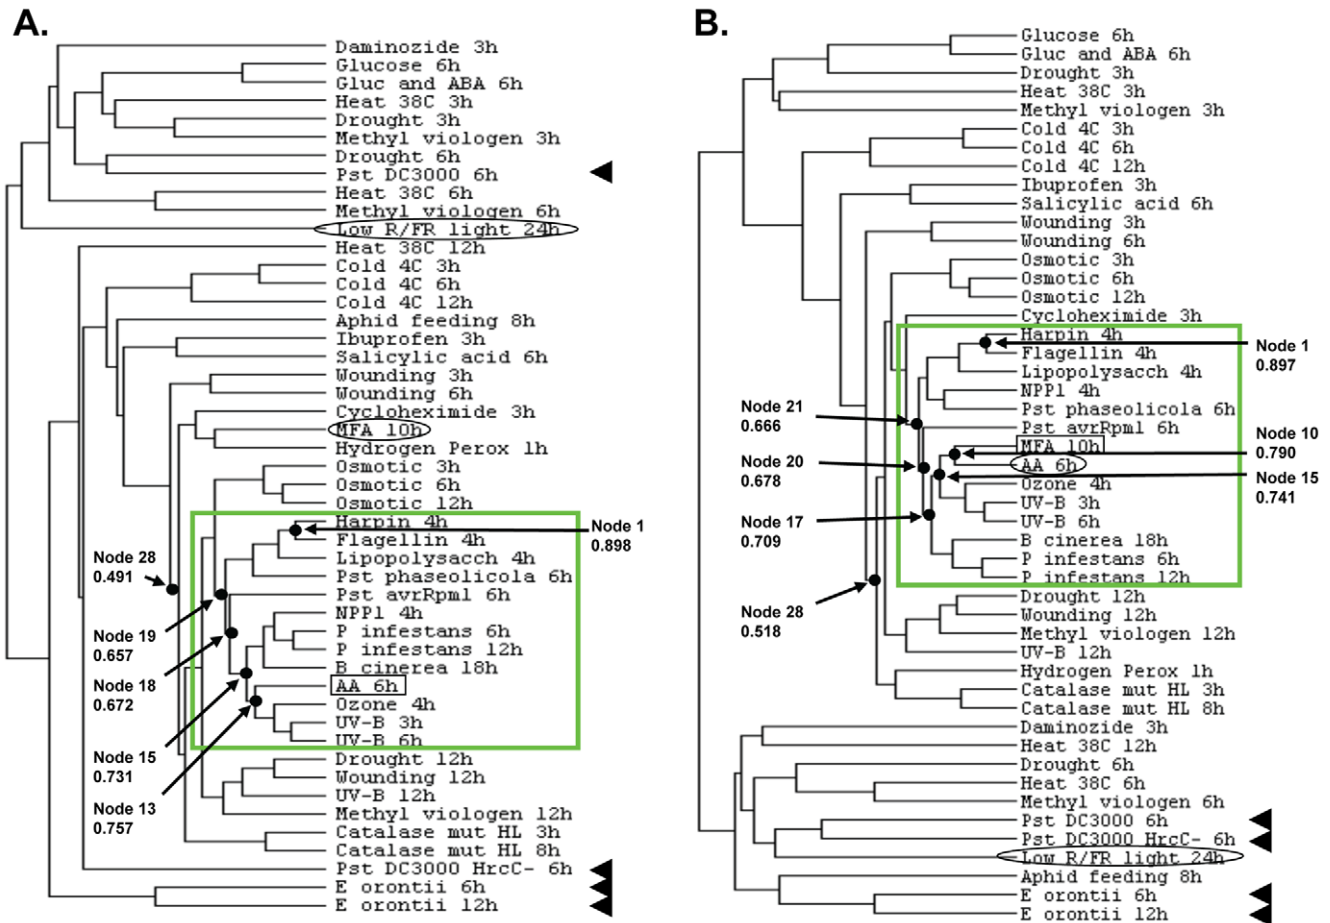 A.
Daminozide 3h
Glucose 6h
Gluc and ABA 6h
Heat 38C 3h
Drought 3h
Methyl viologen 3h
Drought 6h
Pst DC3000 6h
Heat 38C 6h
Methyl viologen 6h
Low R/FR light 24h
Heat 38C 12h
Cold 4C 3h
Cold 4C 6h
Cold 4C 12h
Aphid feeding 8h
Ibuprofen 3h
Salicylic acid 6h
Wounding 3h
Wounding 6h
Cycloheximide 3h
MFA 10h
Hydrogen Perox 1h
Osmotic 3h
Osmotic 6h
Osmotic 12h
Harpin 4h
Flagellin 4h
Lipopolysacch 4h
Pst phaseolicola 6h
Pst avrRpm1 6h
NPP1 4h
P infestans 6h
P infestans 12h
B cinerea 18h
AA 6h
Ozone 4h
UV-B 3h
UV-B 6h
Drought 12h
Wounding 12h
UV-B 12h
Methyl viologen 12h
Catalase mut HL 3h
Catalase mut HL 8h
Pst DC3000 HrcC- 6h
E orontii 6h
E orontii 12h
Node 1
0.898
Node 28
0.491
Node 19
0.657
Node 18
0.672
Node 15
0.731
Node 13
0.757
B.
Glucose 6h
Gluc and ABA 6h
Drought 3h
Heat 38C 3h
Methyl viologen 3h
Cold 4C 3h
Cold 4C 6h
Cold 4C 12h
Ibuprofen 3h
Salicylic acid 6h
Wounding 3h
Wounding 6h
Osmotic 3h
Osmotic 6h
Osmotic 12h
Cycloheximide 3h
Harpin 4h
Flagellin 4h
Lipopolysacch 4h
NPP1 4h
Pst phaseolicola 6h
Pst avrRpm1 6h
MFA 10h
AA 6h
Ozone 4h
UV-B 3h
UV-B 6h
B cinerea 18h
P infestans 6h
P infestans 12h
Drought 12h
Wounding 12h
Methyl viologen 12h
UV-B 12h
Hydrogen Perox 1h
Catalase mut HL 3h
Catalase mut HL 8h
Daminozide 3h
Heat 38C 12h
Drought 6h
Heat 38C 6h
Methyl viologen 6h
Pst DC3000 6h
Pst DC3000 HrcC- 6h
Low R/FR light 24h
Aphid feeding 8h
E orontii 6h
E orontii 12h
Node 1
0.897
Node 21
0.666
Node 10
0.790
Node 20
0.678
Node 15
0.741
Node 17
0.709
Node 28
0.518